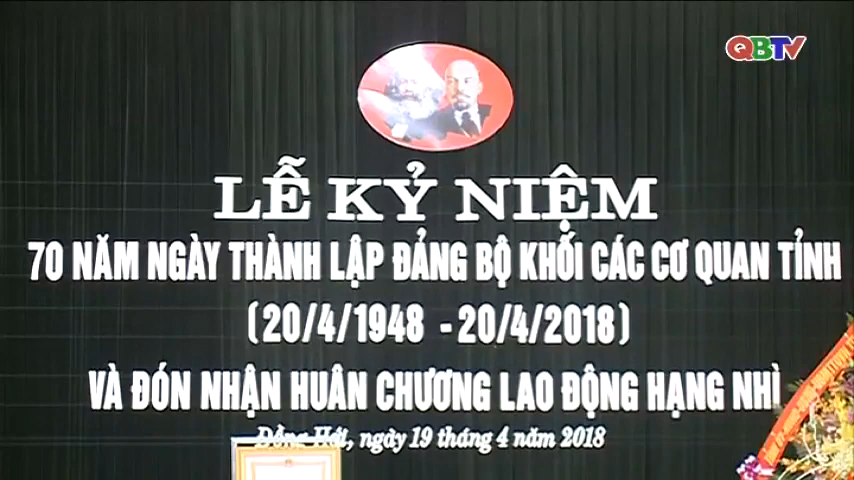 QBTV
LỄ KỶ NIỆM
70 NĂM NGÀY THÀNH LẬP ĐẢNG BỘ KHỐI CÁC CƠ QUAN TỈNH
(20/4/1948 - 20/4/2018)
VÀ ĐÓN NHẬN HUÂN CHƯƠNG LAO ĐỘNG HẠNG NHÌ
Đồng Hới, ngày 19 tháng 4 năm 2018